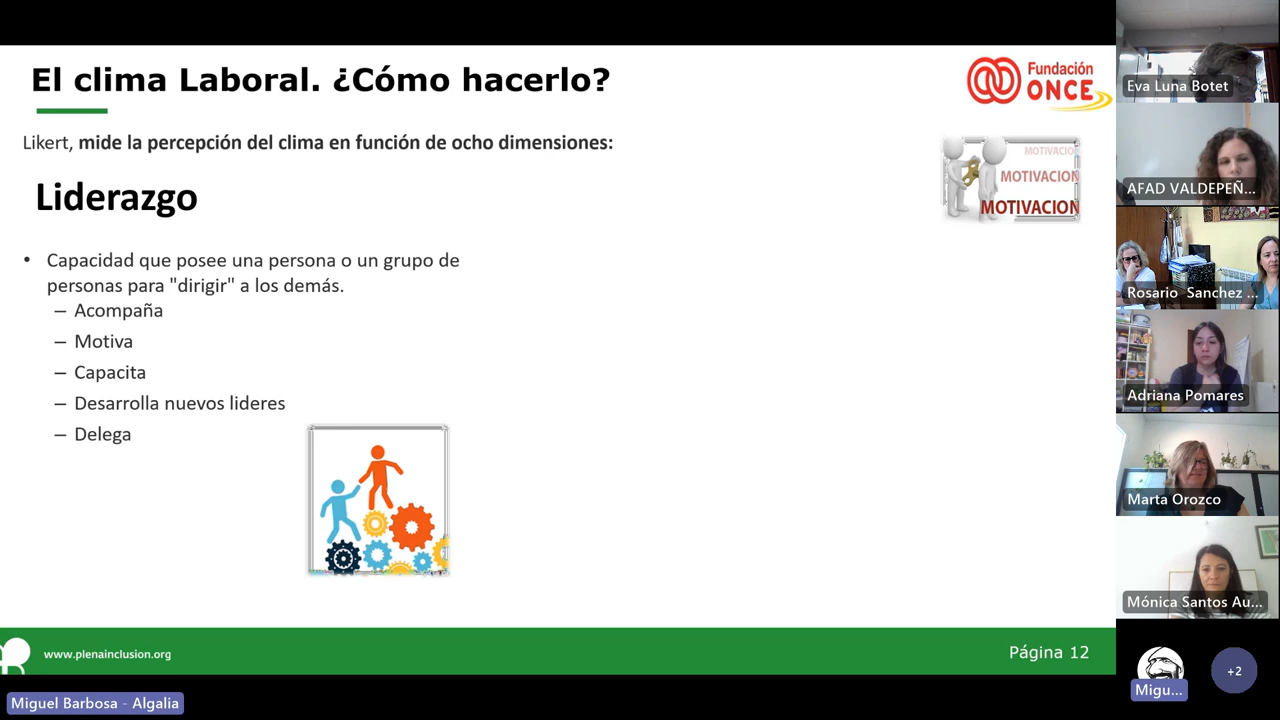 El clima Laboral. ¿Cómo hacerlo?
Fundación
ONCE
Likert, mide la percepción del clima en función de ocho dimensiones:
MOTIVACION
MOTIVACION
MOTIVACION
Liderazgo
• Capacidad que posee una persona o un grupo de
personas para "dirigir" a los demás.
– Acompaña
– Motiva
– Capacita
– Desarrolla nuevos lideres
– Delega
www.plenainclusion.org
Página 12
Miguel Barbosa - Algalia
Eva Luna Botet
AFAD VALDEPEÑ...
Rosario Sanchez ...
Adriana Pomares
Marta Orozco
Mónica Santos Au...
Migu...
+2